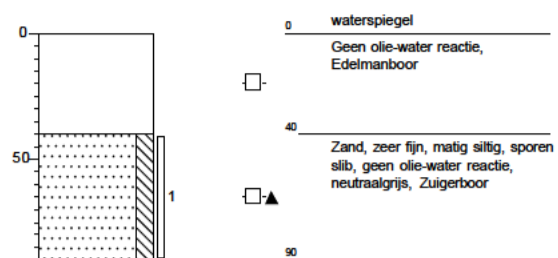 0
50
1
0
waterspiegel
Geen olie-water reactie,
Edelmanboor
40
Zand, zeer fijn, matig siltig, sporen
slib, geen olie-water reactie,
neutraalgrijs, Zuigerboor
90